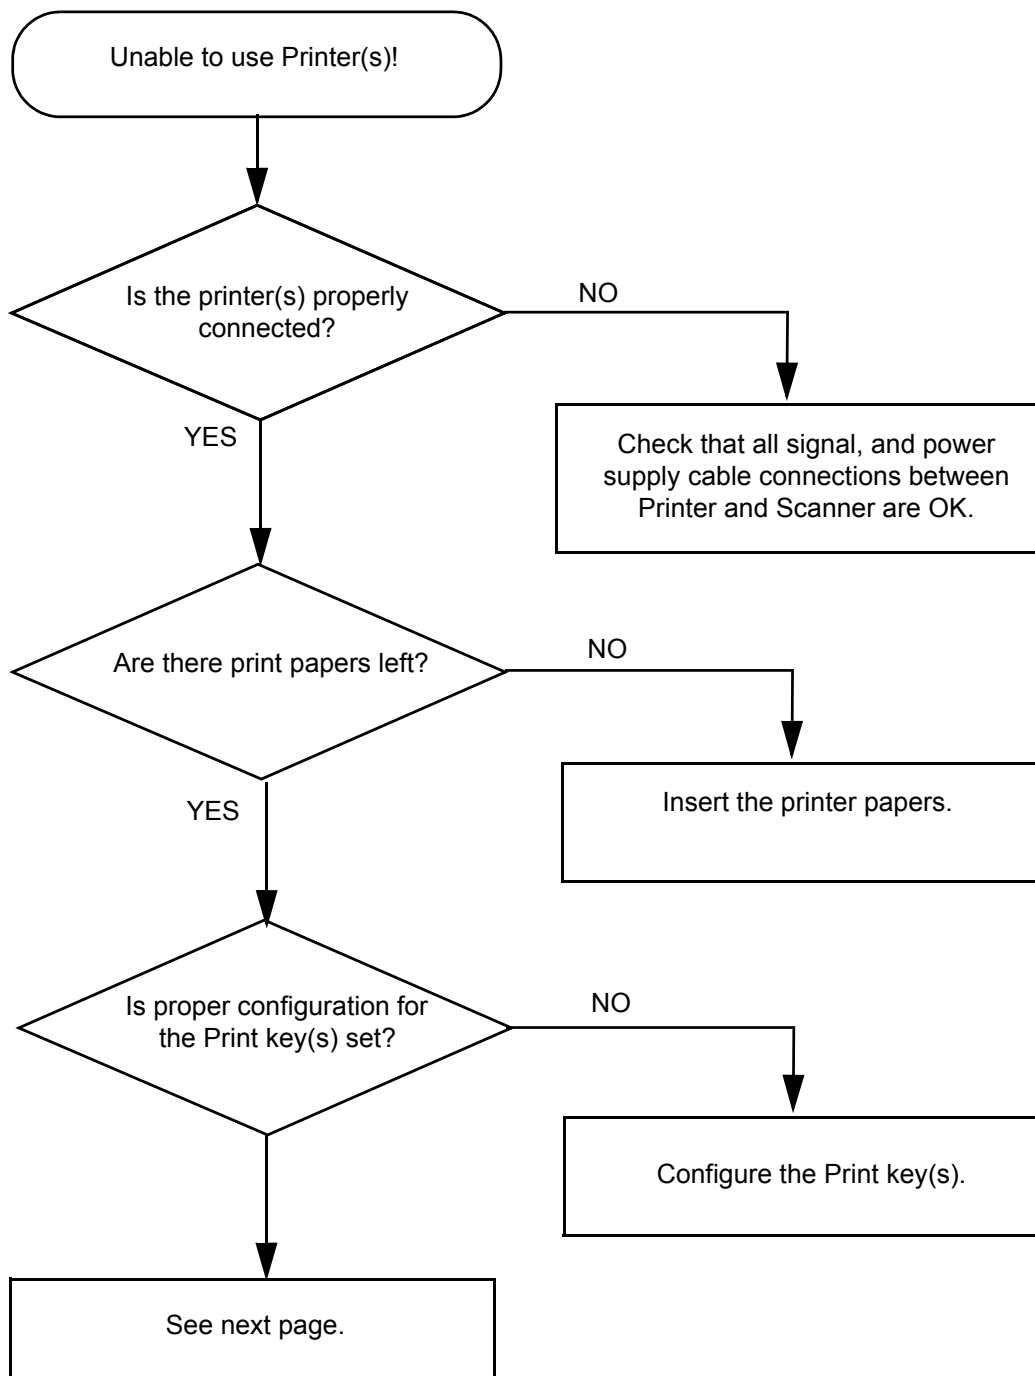 Unable to use Printer(s)!
Is the printer(s) properly
connected?
NO
YES
Check that all signal, and power
supply cable connections between
Printer and Scanner are OK.
Are there print papers left?
NO
YES
Insert the printer papers.
Is proper configuration for
the Print key(s) set?
NO
Configure the Print key(s).
See next page.